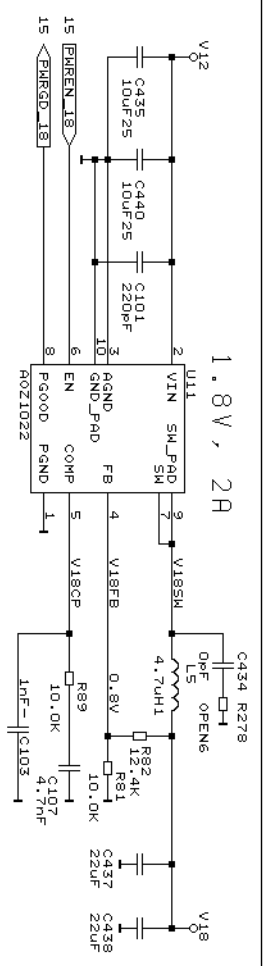 1.8V, 2A
V12
C435
10uF25
C440
10uF25
C101
220pF
15 PWREN_18
15 PWRGD_18
U11
2 VIN
SW_PAD 9
SW 7
3 AGND
10 GND_PAD
FB 4
6 EN
COMP 5
8 PGOOD
PGND 1
AOZ1022
V18SW
V18FB
V18CP
C434 R278
0pF OPEN6
L5
4.7uH1
0.8V
R82
12.4K
R81
10.0K
R89
10.0K
C107
4.7nF
1nF-
C103
C437
22uF
C438
22uF
V18